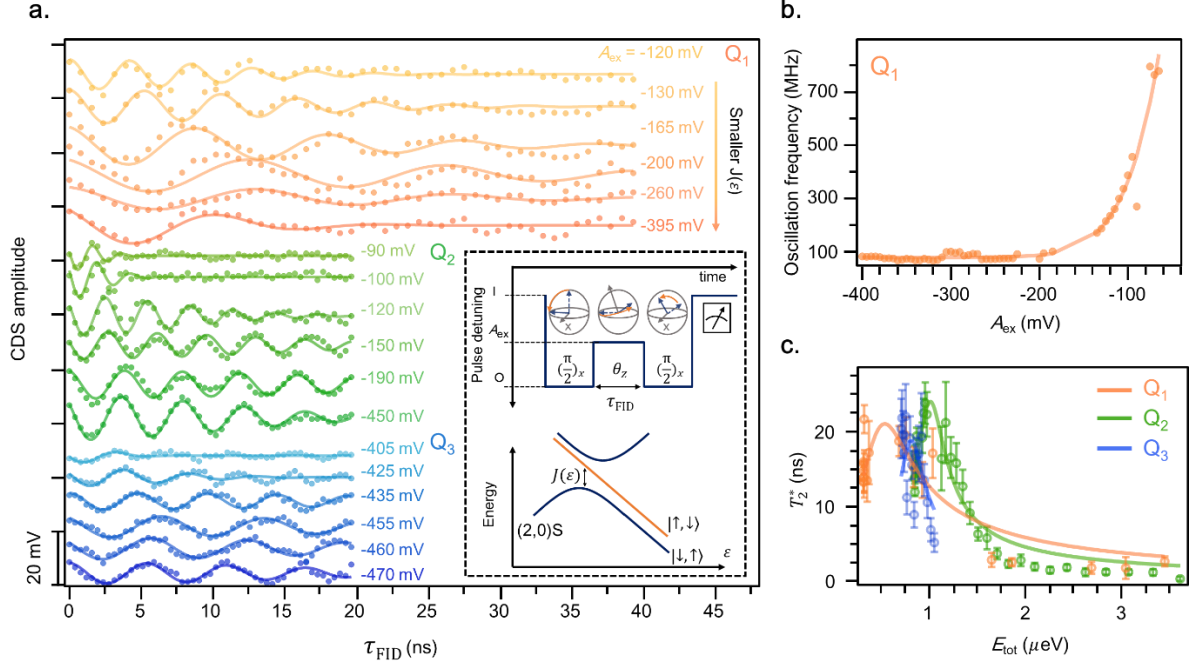 a.
CDS amplitude
20 mV
A_ex = -120 mV
Q₁
-130 mV
-165 mV
-200 mV
-260 mV
-395 mV
Smaller J(ε)
-90 mV
Q₂
-100 mV
-120 mV
-150 mV
-190 mV
-450 mV
-405 mV
Q₃
-425 mV
-435 mV
-455 mV
-460 mV
-470 mV
0 5 10 15 20 25 30 35 40 45
τ_FID (ns)
time
Pulse detuning
I
A_ex
O
X
X
(π/2)ₓ
θ_z
(π/2)ₓ
τ_FID
Energy
J(ε)
(2,0)S
|↑,↓⟩
|↓,↑⟩
ε
b.
Q₁
Oscillation frequency (MHz)
700
500
300
100
-400 -300 -200 -100
A_ex (mV)
c.
Q₁
Q₂
Q₃
T₂* (ns)
20
10
0
1 2 3
E_tot (μeV)